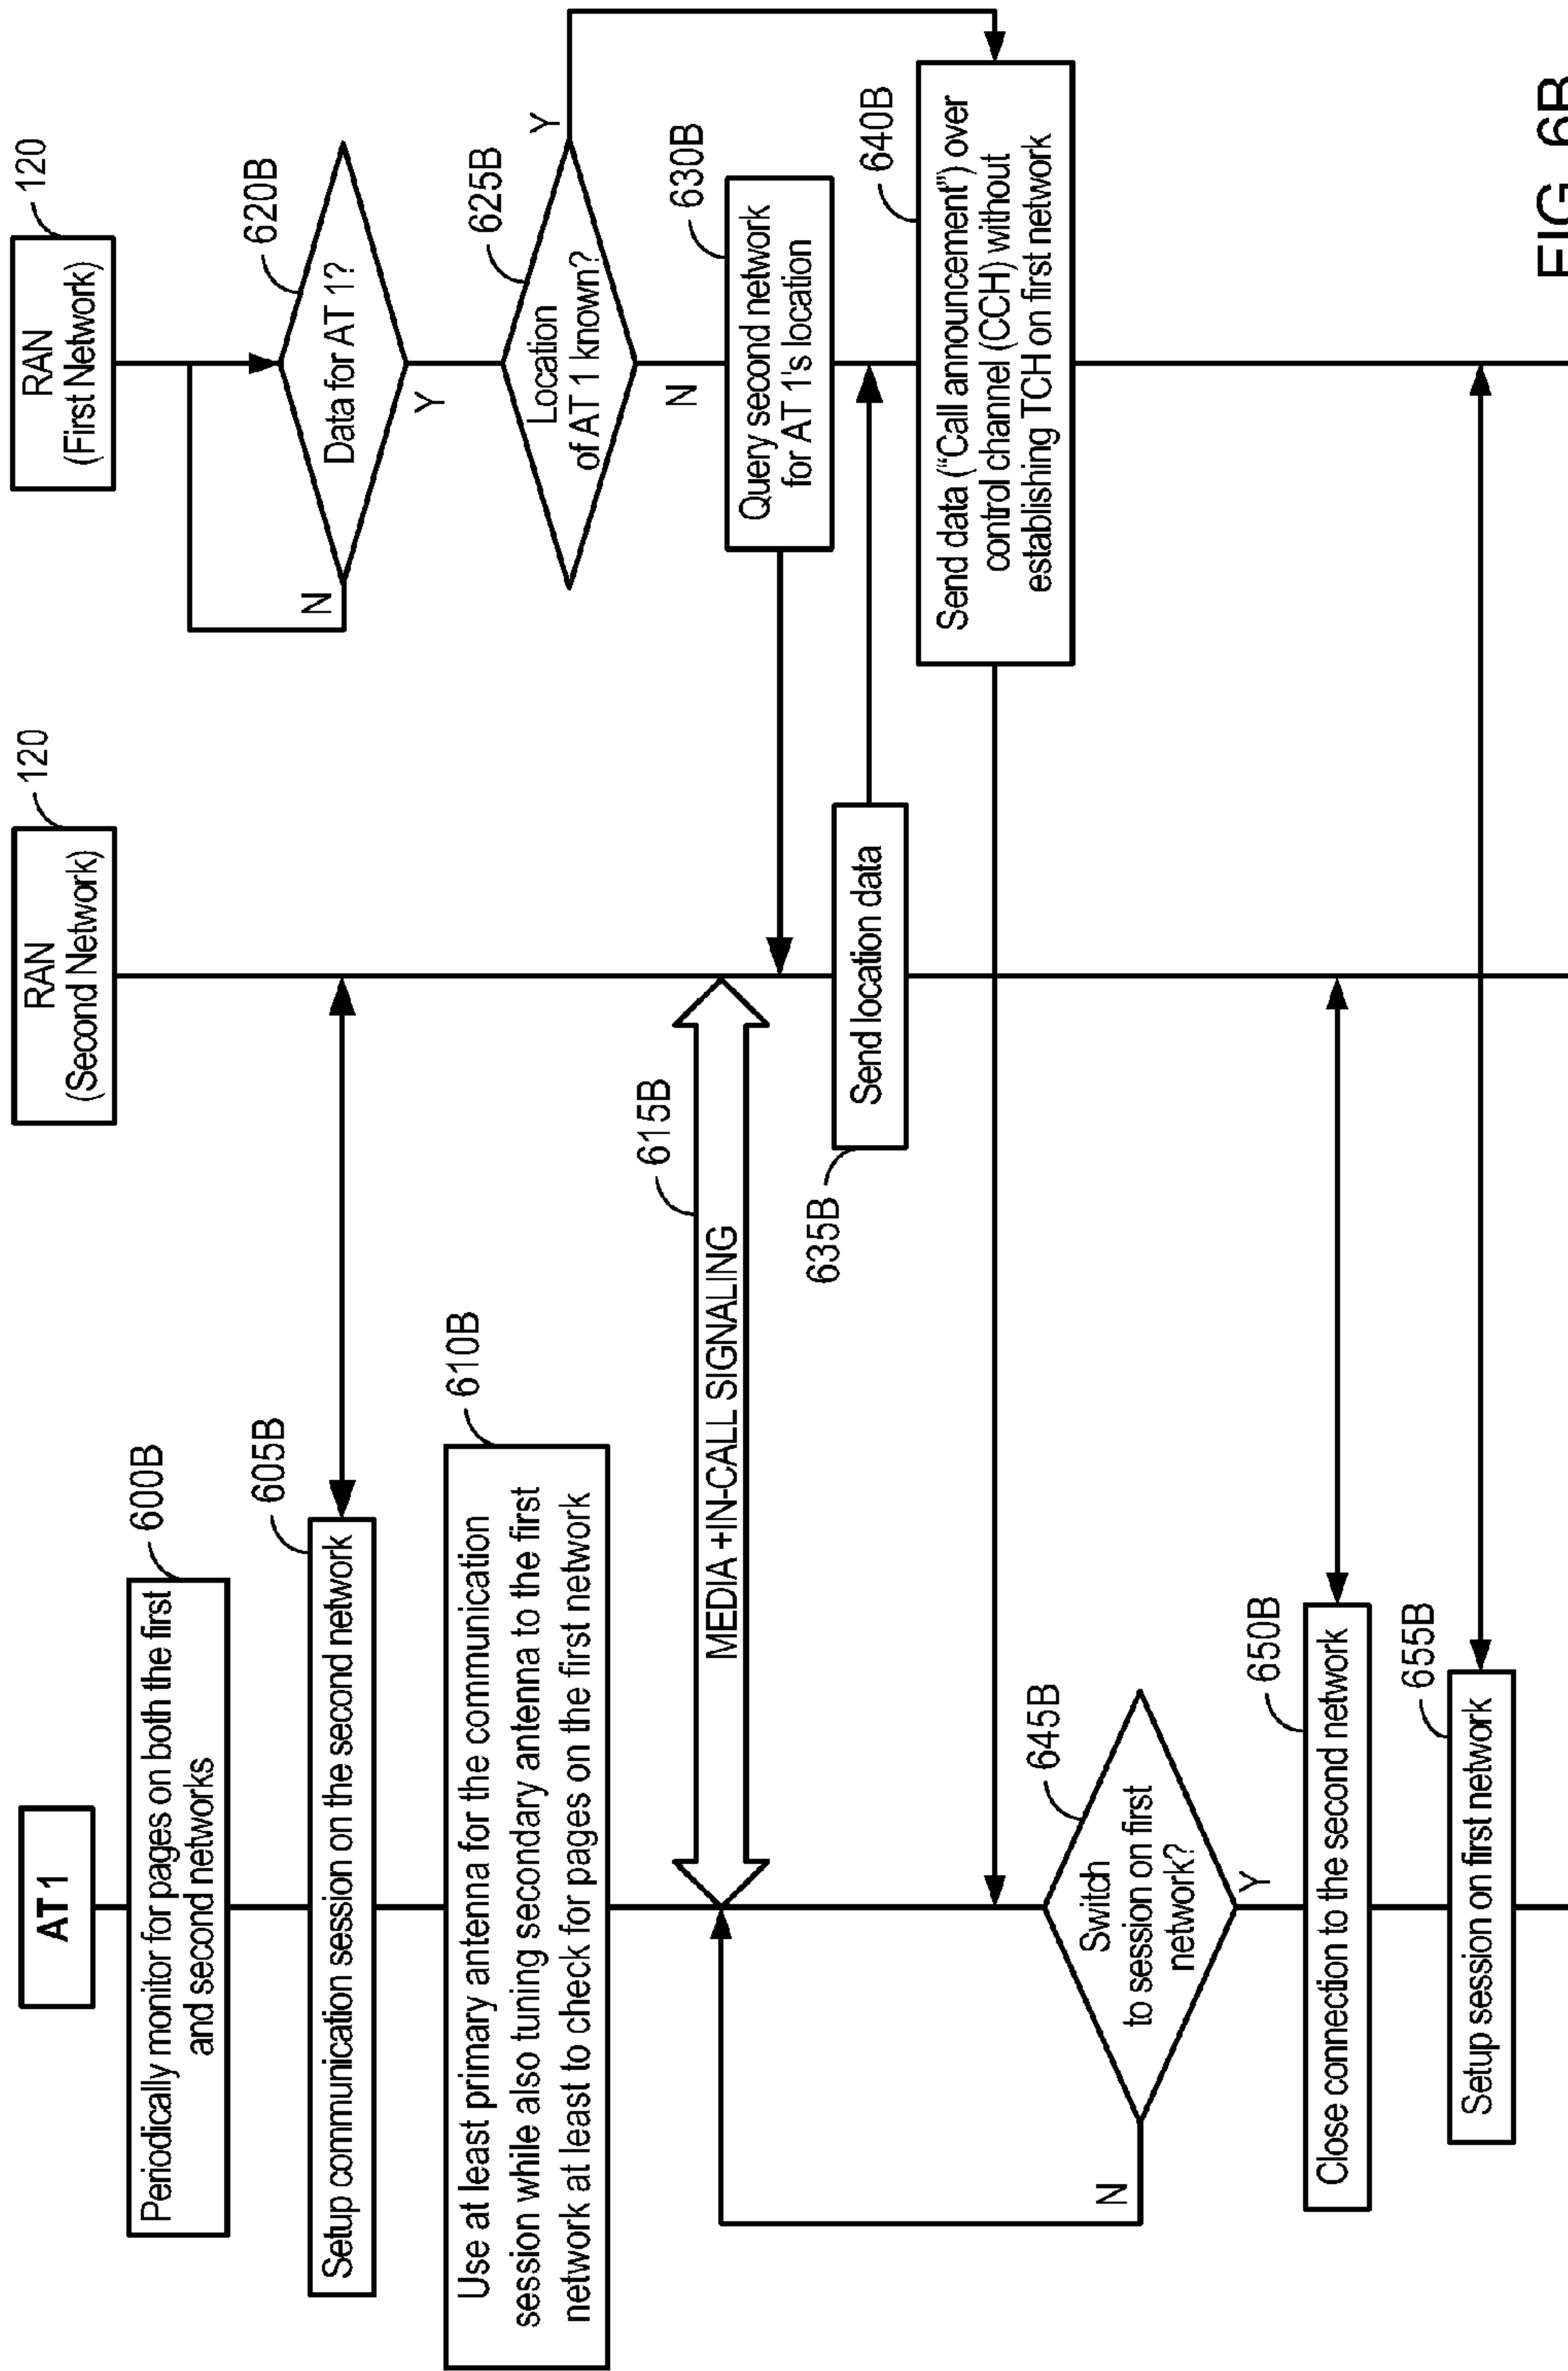 AT 1
RAN
(Second Network)
120
RAN
(First Network)
120
600B
Periodically monitor for pages on both the first
and second networks
605B
Setup communication session on the second network
620B
Data for AT 1?
N
Y
610B
Use at least primary antenna for the communication
session while also tuning secondary antenna to the first
network at least to check for pages on the first network
625B
Location
of AT 1 known?
Y
N
615B
MEDIA +IN-CALL SIGNALING
630B
Query second network
for AT 1's location
635B
Send location data
640B
Send data ("Call announcement") over
control channel (CCH) without
establishing TCH on first network
645B
Switch
to session on first
network?
N
Y
650B
Close connection to the second network
655B
Setup session on first network
FIG. 6B